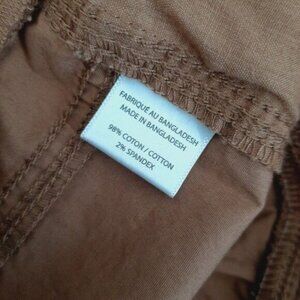 FABRIQUÉ AU BANGLADESH
MADE IN BANGLADESH
98% COTON / COTTON
2% SPANDEX